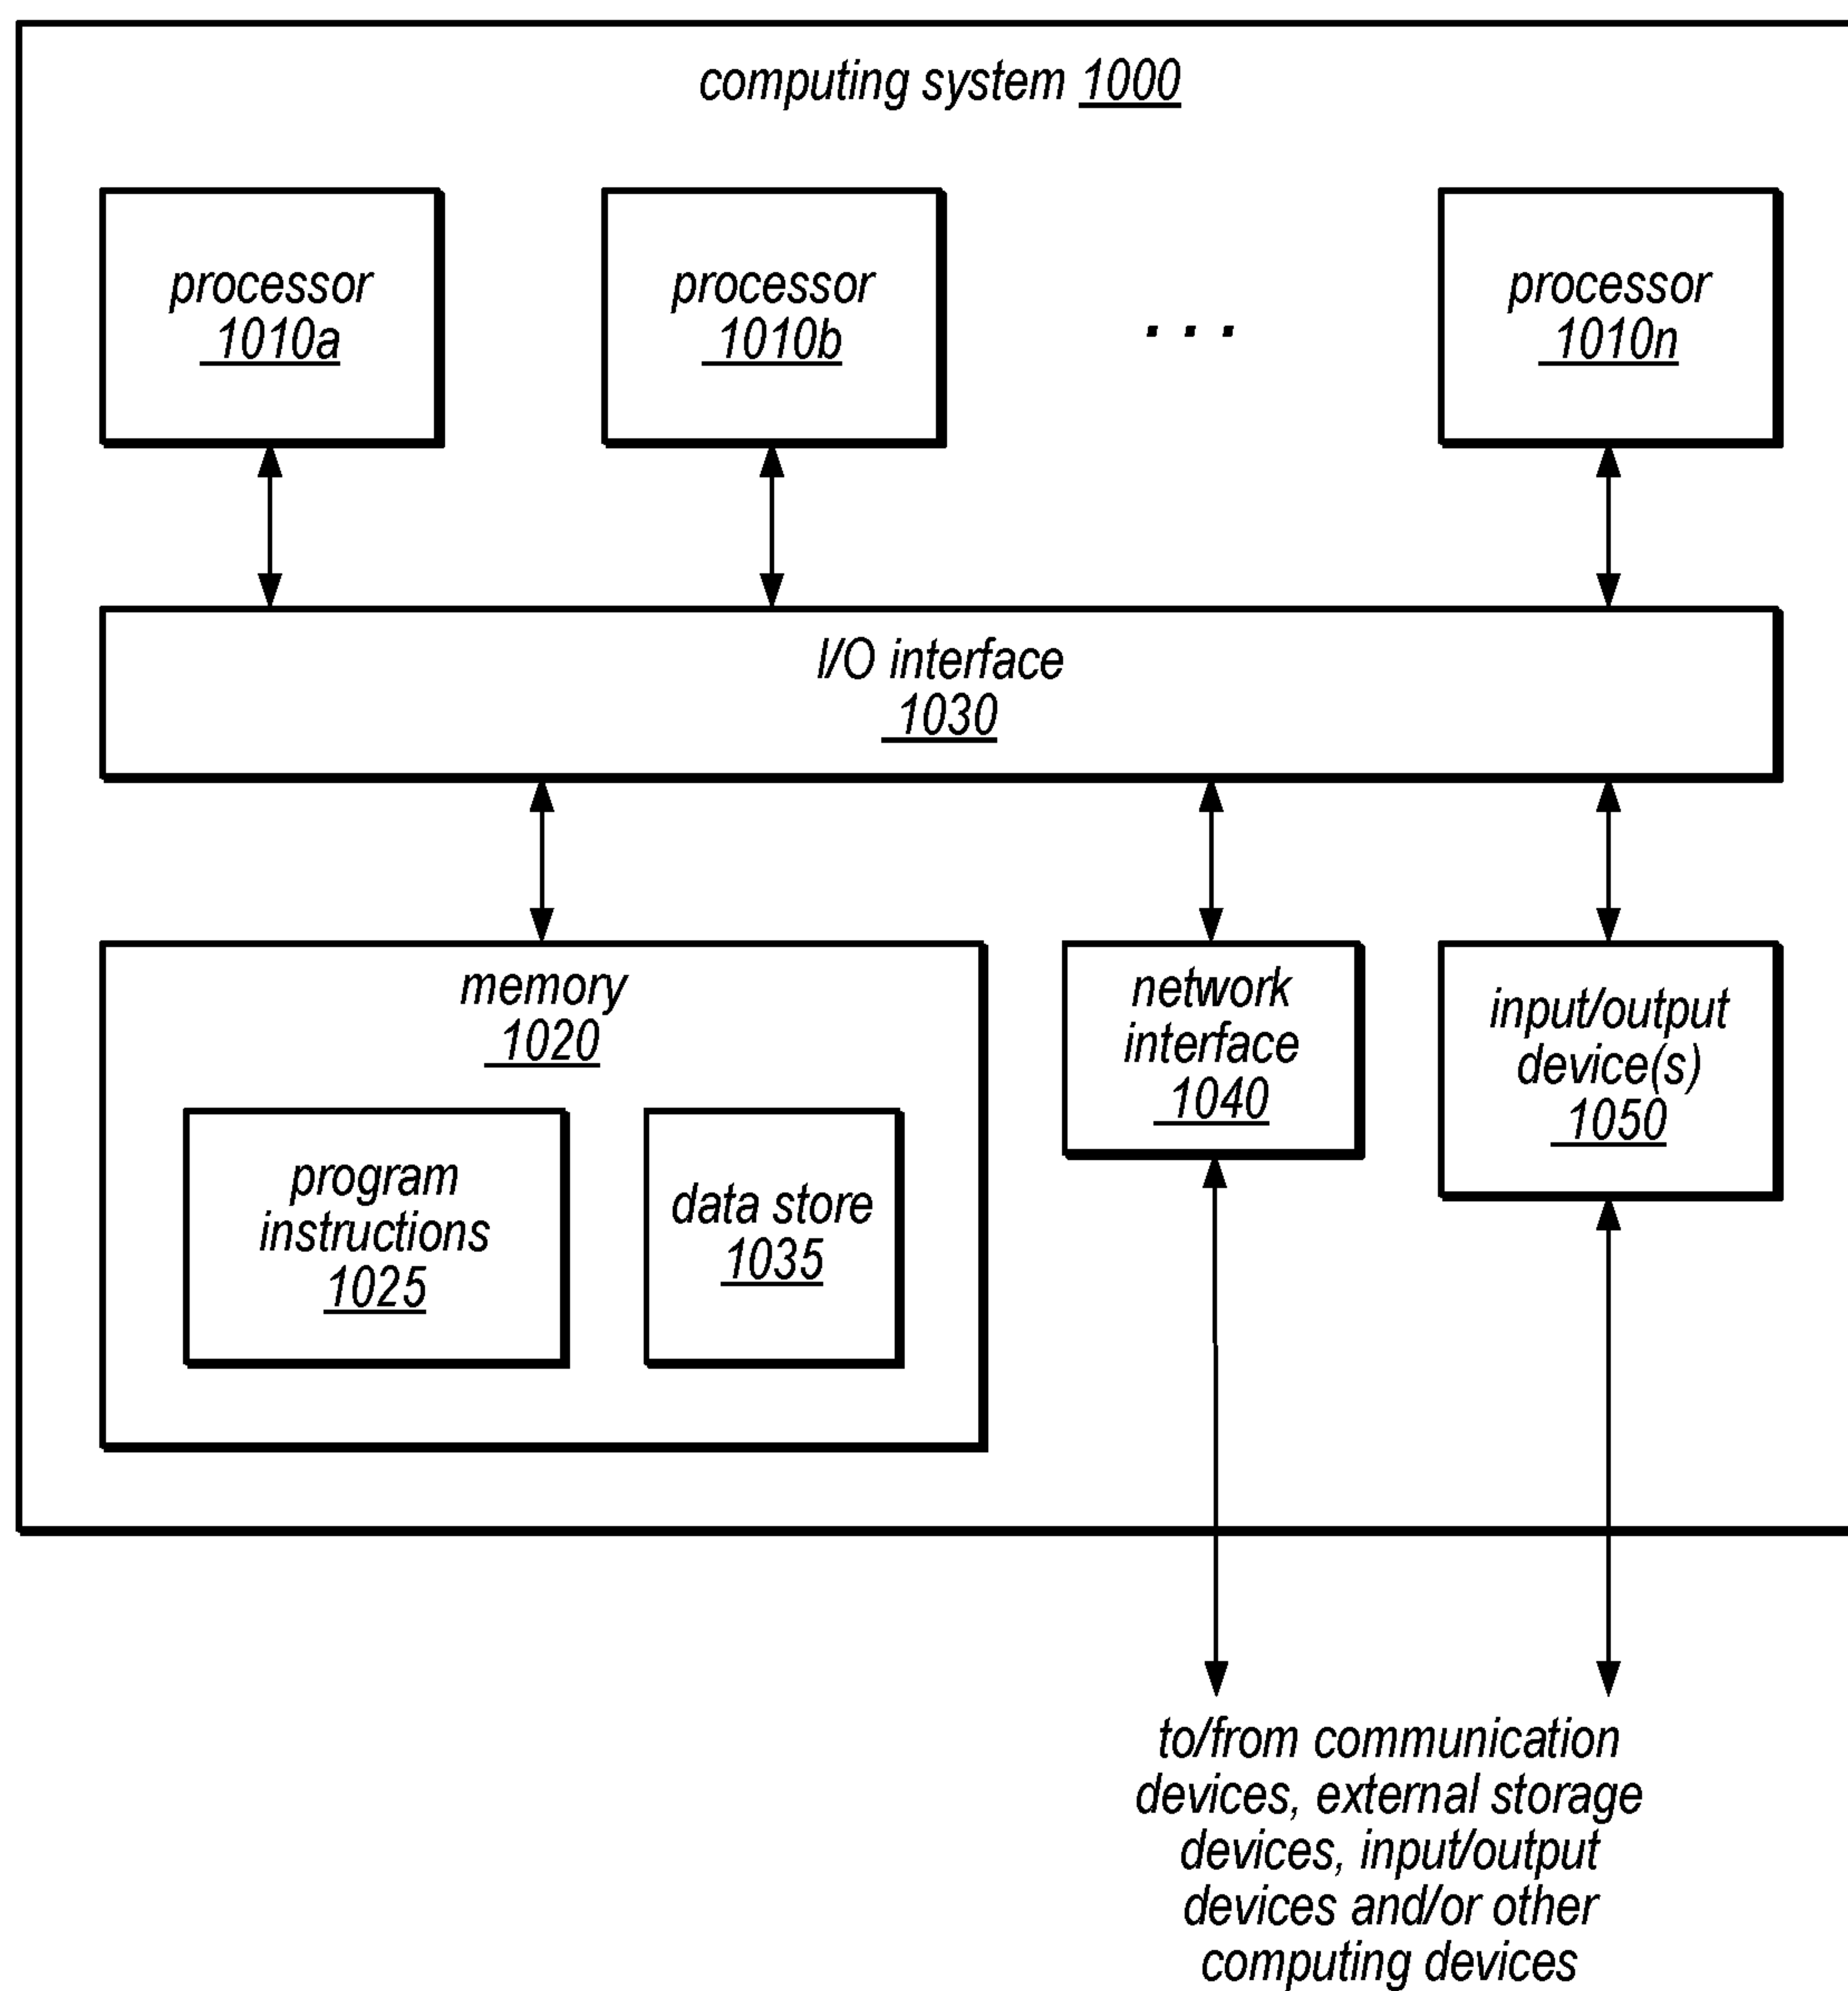 computing system 1000
processor
1010a
processor
1010b
. . .
processor
1010n
I/O interface
1030
memory
1020
program
instructions
1025
data store
1035
network
interface
1040
input/output
device(s)
1050
to/from communication
devices, external storage
devices, input/output
devices and/or other
computing devices